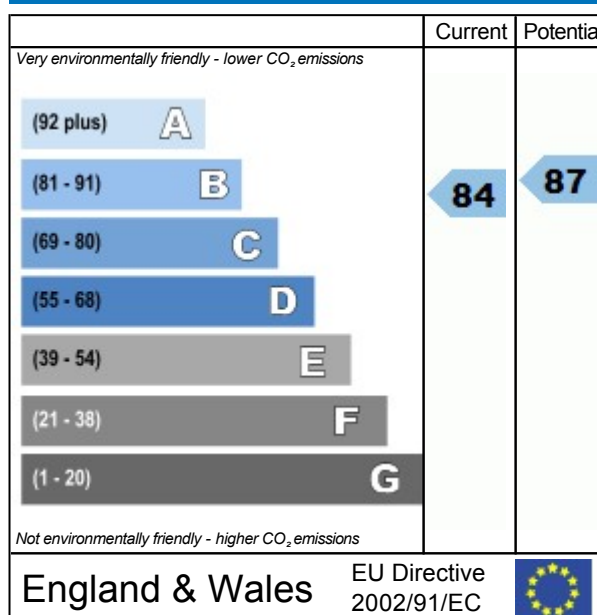 Current Potentia
Very environmentally friendly - lower CO₂ emissions
(92 plus) A
(81 - 91) B
84 87
(69 - 80) C
(55 - 68) D
(39 - 54) E
(21 - 38) F
(1 - 20) G
Not environmentally friendly - higher CO₂ emissions
England & Wales
EU Directive
2002/91/EC